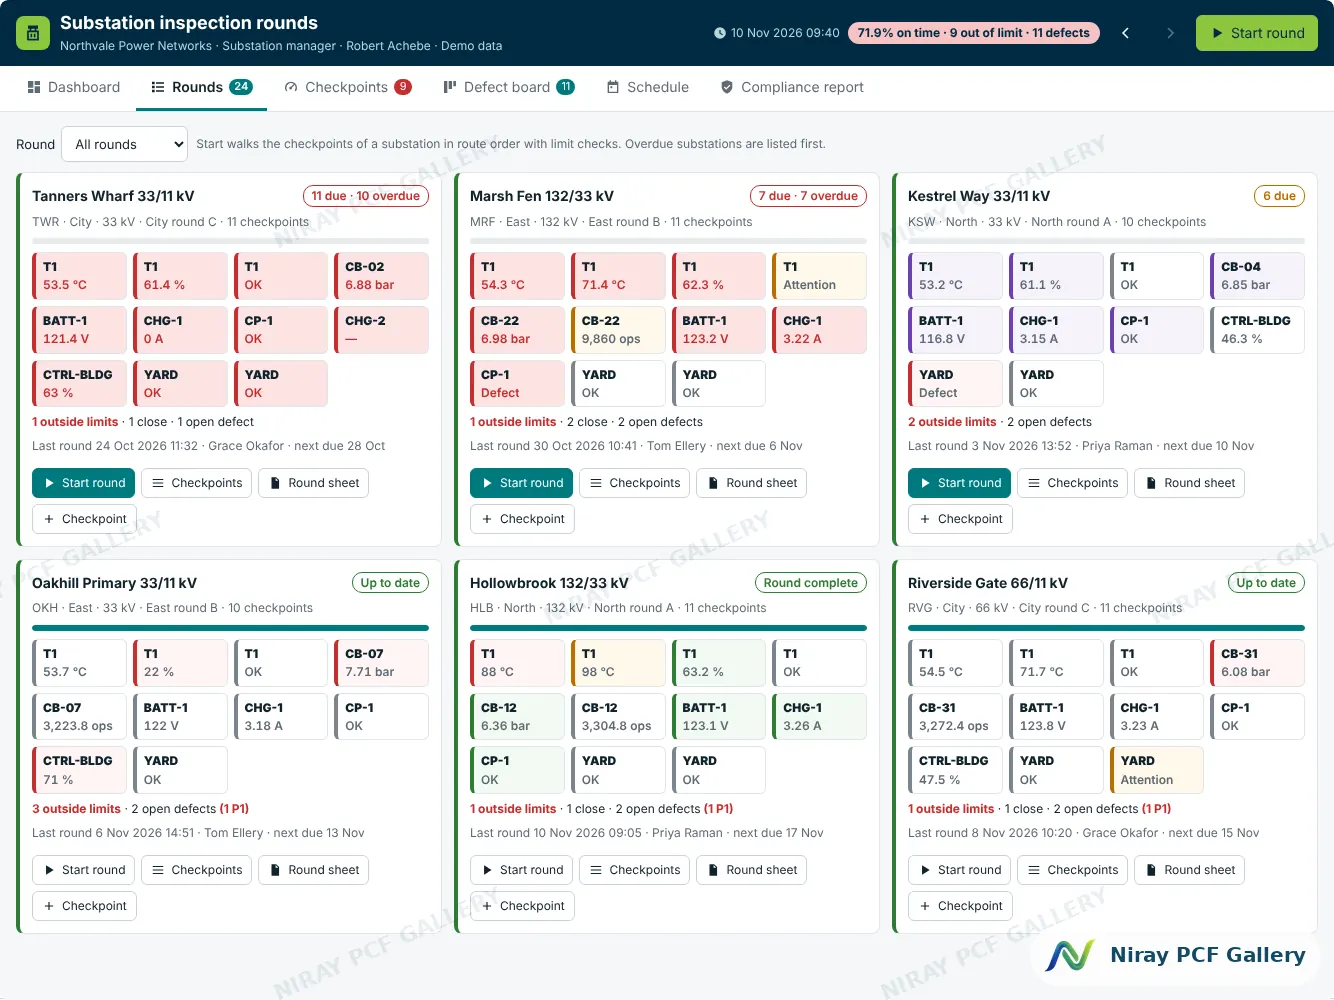 Substation inspection rounds
Northvale Power Networks · Substation manager · Robert Achebe · Demo data
10 Nov 2026 09:40
71.9% on time · 9 out of limit · 11 defects
Start round
Dashboard
Rounds 24
Checkpoints 9
Defect board 11
Schedule
Compliance report
Round
All rounds
Start walks the checkpoints of a substation in route order with limit checks. Overdue substations are listed first.
Tanners Wharf 33/11 kV
11 due · 10 overdue
TWR · City · 33 kV · City round C · 11 checkpoints
T1
53.5 °C
T1
61.4 %
T1
OK
CB-02
6.88 bar
BATT-1
121.4 V
CHG-1
0 A
CP-1
OK
CHG-2
—
CTRL-BLDG
63 %
YARD
OK
YARD
OK
1 outside limits · 1 close · 1 open defect
Last round 24 Oct 2026 11:32 · Grace Okafor · next due 28 Oct
Start round
Checkpoints
Round sheet
+ Checkpoint
Marsh Fen 132/33 kV
7 due · 7 overdue
MRF · East · 132 kV · East round B · 11 checkpoints
T1
54.3 °C
T1
71.4 °C
T1
62.3 %
T1
Attention
CB-22
6.98 bar
CB-22
9,860 ops
BATT-1
123.2 V
CHG-1
3.22 A
CP-1
Defect
YARD
OK
YARD
OK
1 outside limits · 2 close · 2 open defects
Last round 30 Oct 2026 10:41 · Tom Ellery · next due 6 Nov
Start round
Checkpoints
Round sheet
+ Checkpoint
Kestrel Way 33/11 kV
6 due
KSW · North · 33 kV · North round A · 10 checkpoints
T1
53.2 °C
T1
61.1 %
T1
OK
CB-04
6.85 bar
BATT-1
116.8 V
CHG-1
3.15 A
CP-1
OK
CTRL-BLDG
46.3 %
YARD
Defect
YARD
OK
2 outside limits · 2 open defects
Last round 3 Nov 2026 13:52 · Priya Raman · next due 10 Nov
Start round
Checkpoints
Round sheet
+ Checkpoint
Oakhill Primary 33/11 kV
Up to date
OKH · East · 33 kV · East round B · 10 checkpoints
T1
53.7 °C
T1
22 %
T1
OK
CB-07
7.71 bar
CB-07
3,223.8 ops
BATT-1
122 V
CHG-1
3.18 A
CP-1
OK
CTRL-BLDG
71 %
YARD
OK
3 outside limits · 2 open defects (1 P1)
Last round 6 Nov 2026 14:51 · Tom Ellery · next due 13 Nov
Start round
Checkpoints
Round sheet
+ Checkpoint
Hollowbrook 132/33 kV
Round complete
HLB · North · 132 kV · North round A · 11 checkpoints
T1
88 °C
T1
98 °C
T1
63.2 %
T1
OK
CB-12
6.36 bar
CB-12
3,304.8 ops
BATT-1
123.1 V
CHG-1
3.26 A
CP-1
OK
YARD
OK
YARD
OK
1 outside limits · 1 close · 2 open defects (1 P1)
Last round 10 Nov 2026 09:05 · Priya Raman · next due 17 Nov
Start round
Checkpoints
Round sheet
+ Checkpoint
Riverside Gate 66/11 kV
Up to date
RVG · City · 66 kV · City round C · 11 checkpoints
T1
54.5 °C
T1
71.7 °C
T1
OK
CB-31
6.08 bar
CB-31
3,272.4 ops
BATT-1
123.8 V
CHG-1
3.23 A
CP-1
OK
CTRL-BLDG
47.5 %
YARD
OK
YARD
Attention
1 outside limits · 1 close · 2 open defects (1 P1)
Last round 8 Nov 2026 10:20 · Grace Okafor · next due 15 Nov
Start round
Checkpoints
Round sheet
+ Checkpoint
NIRAY PCF GALLERY
NIRAY PCF GALLERY
NIRAY PCF GALLERY
NIRAY PCF GALLERY
NIRAY PCF GALLERY
NIRAY PCF GALLERY
NIRAY PCF GALLERY
Niray PCF Gallery